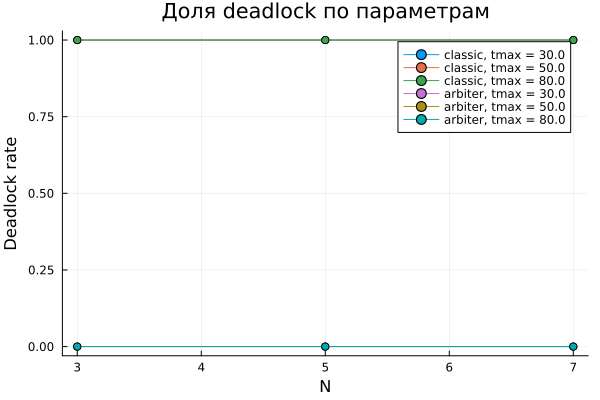 Доля deadlock по параметрам
1.00
0.75
0.50
0.25
0.00
Deadlock rate
classic, tmax = 30.0
classic, tmax = 50.0
classic, tmax = 80.0
arbiter, tmax = 30.0
arbiter, tmax = 50.0
arbiter, tmax = 80.0
3 4 5 6 7
N